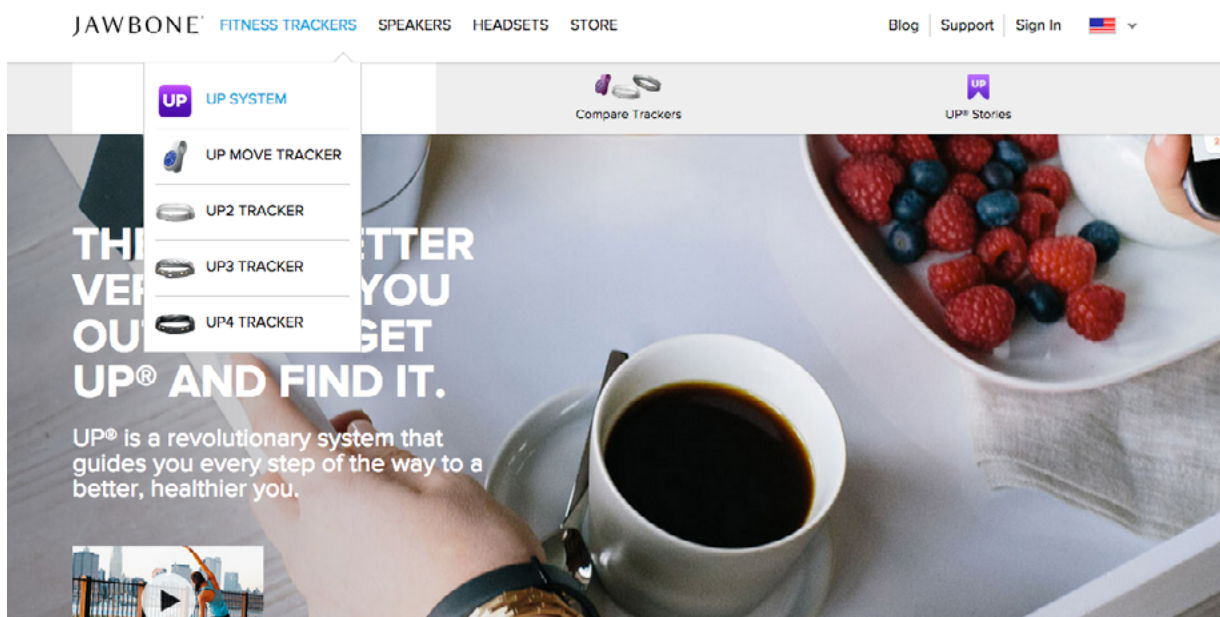 JAWBONE® FITNESS TRACKERS SPEAKERS HEADSETS STORE Blog Support Sign In
UP UP SYSTEM
UP MOVE TRACKER
UP2 TRACKER
UP3 TRACKER
UP4 TRACKER
Compare Trackers
UP
UP® Stories
TH ETTER
VER YOU
OU GET
UP® AND FIND IT.
UP® is a revolutionary system that
guides you every step of the way to a
better, healthier you.